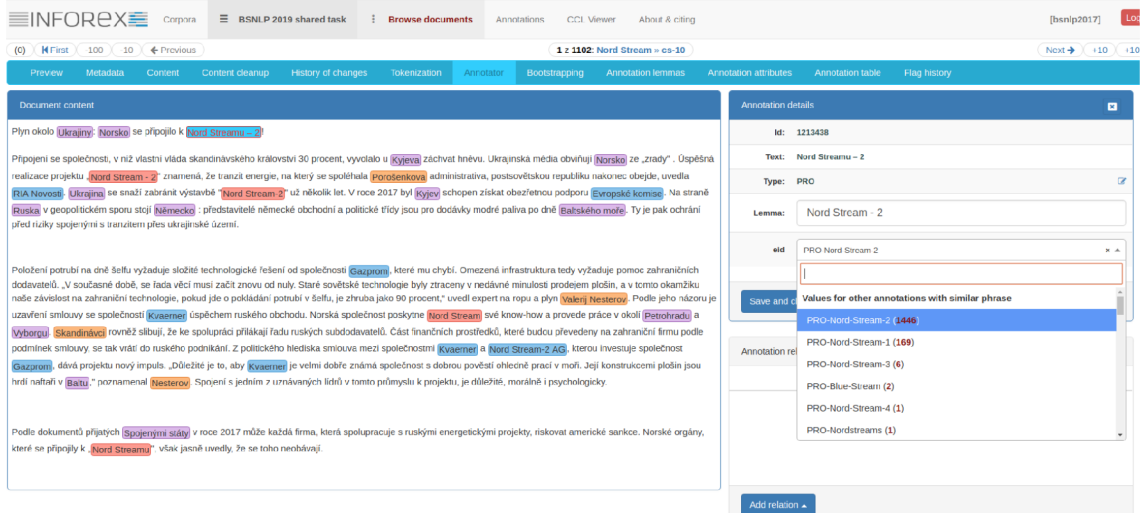 INFOREX Corpora BSNLP 2019 shared task Browse documents Annotations CCL Viewer About & citing [bsnlp2017]
(0) First -100 -10 Previous 1 z 1102: Nord Stream » cs-10 Next +10
Preview Metadata Content Content cleanup History of changes Tokenization Annotator Bootstrapping Annotation lemmas Annotation attributes Annotation table Flag history
Document content
Plyn okolo Ukrajiny: Norsko se připojilo k Nord Streamu – 2!
Připojeni se společnosti, v níž vlastní vláda skandinávského království 30 procent, vyvolalo u Kyjeva záchvat hněvu. Ukrajinská média obviňují Norsko ze „zrady" . Úspěšná
realizace projektu „Nord Stream - 2" znamená, že tranzit energie, na který se spoléhala Porošenkova administrativa, postsovětskou republiku nakonec obejde, uvedla
RIA Novosti. Ukrajina se snaží zabránit výstavbě "Nord Stream-2" už několik let. V roce 2017 byl Kyjev schopen získat obezřetnou podporu Evropské komise. Na straně
Ruska v geopolitickém sporu stojí Německo : představitelé německé obchodní a politické třídy jsou pro dodávky modré paliva po dně Baltského moře. Ty je pak ochrání
před riziky spojenými s tranzitem přes ukrajinské území.
Položení potrubí na dně šelfu vyžaduje složité technologické řešení od společnosti Gazprom, které mu chybí. Omezená infrastruktura tedy vyžaduje pomoc zahraničních
dodavatelů. „V současné době, se řada věcí musí začít znovu od nuly. Staré sovětské technologie byly ztraceny v nedávné minulosti prodejem plošin, a v tomto okamžiku
naše závislost na zahraniční technologie, pokud jde o pokládání potrubí v šelfu, je zhruba jako 90 procent," uvedl expert na ropu a plyn Valerij Nesterov. Podle jeho názoru je
uzavření smlouvy se společností Kvaerner úspěchem ruského obchodu. Norská společnost poskytne Nord Stream své know-how a provede práce v okolí Petrohradu a
Vyborgu. Skandinávci rovněž slibují, že ke spolupráci přilákají řadu ruských subdodavatelů. Část finančních prostředků, které budou převedeny na zahraniční firmu podle
podmínek smlouvy, se tak vrátí do ruského podnikání. Z politického hlediska smlouva mezi společnostmi Kvaerner a Nord Stream-2 AG, kterou investuje společnost
Gazprom, dává projektu nový impuls. „Důležité je to, aby Kvaerner je velmi dobře známá společnost s dobrou pověstí ohledně prací v moři. Její konstrukcemi plošin jsou
hrdí naftaři v Baltu," poznamenal Nesterov. Spojení s jedním z uznávaných lídrů v tomto průmyslu k projektu, je důležité, morálně i psychologicky.
Podle dokumentů přijatých Spojenými státy v roce 2017 může každá firma, která spolupracuje s ruskými energetickými projekty, riskovat americké sankce. Norské orgány,
které se připojily k „Nord Streamu", však jasně uvedly, že se toho neobávají.
Annotation details
Id: 1213438
Text: Nord Streamu – 2
Type: PRO
Lemma: Nord Stream - 2
eid PRO Nord Stream 2
Save and
Values for other annotations with similar phrase
PRO-Nord-Stream-2 (1446)
PRO-Nord-Stream-1 (169)
PRO-Nord-Stream-3 (6)
PRO-Blue-Stream (2)
PRO-Nord-Stream-4 (1)
PRO-Nordstreams (1)
Annotation
Add relation